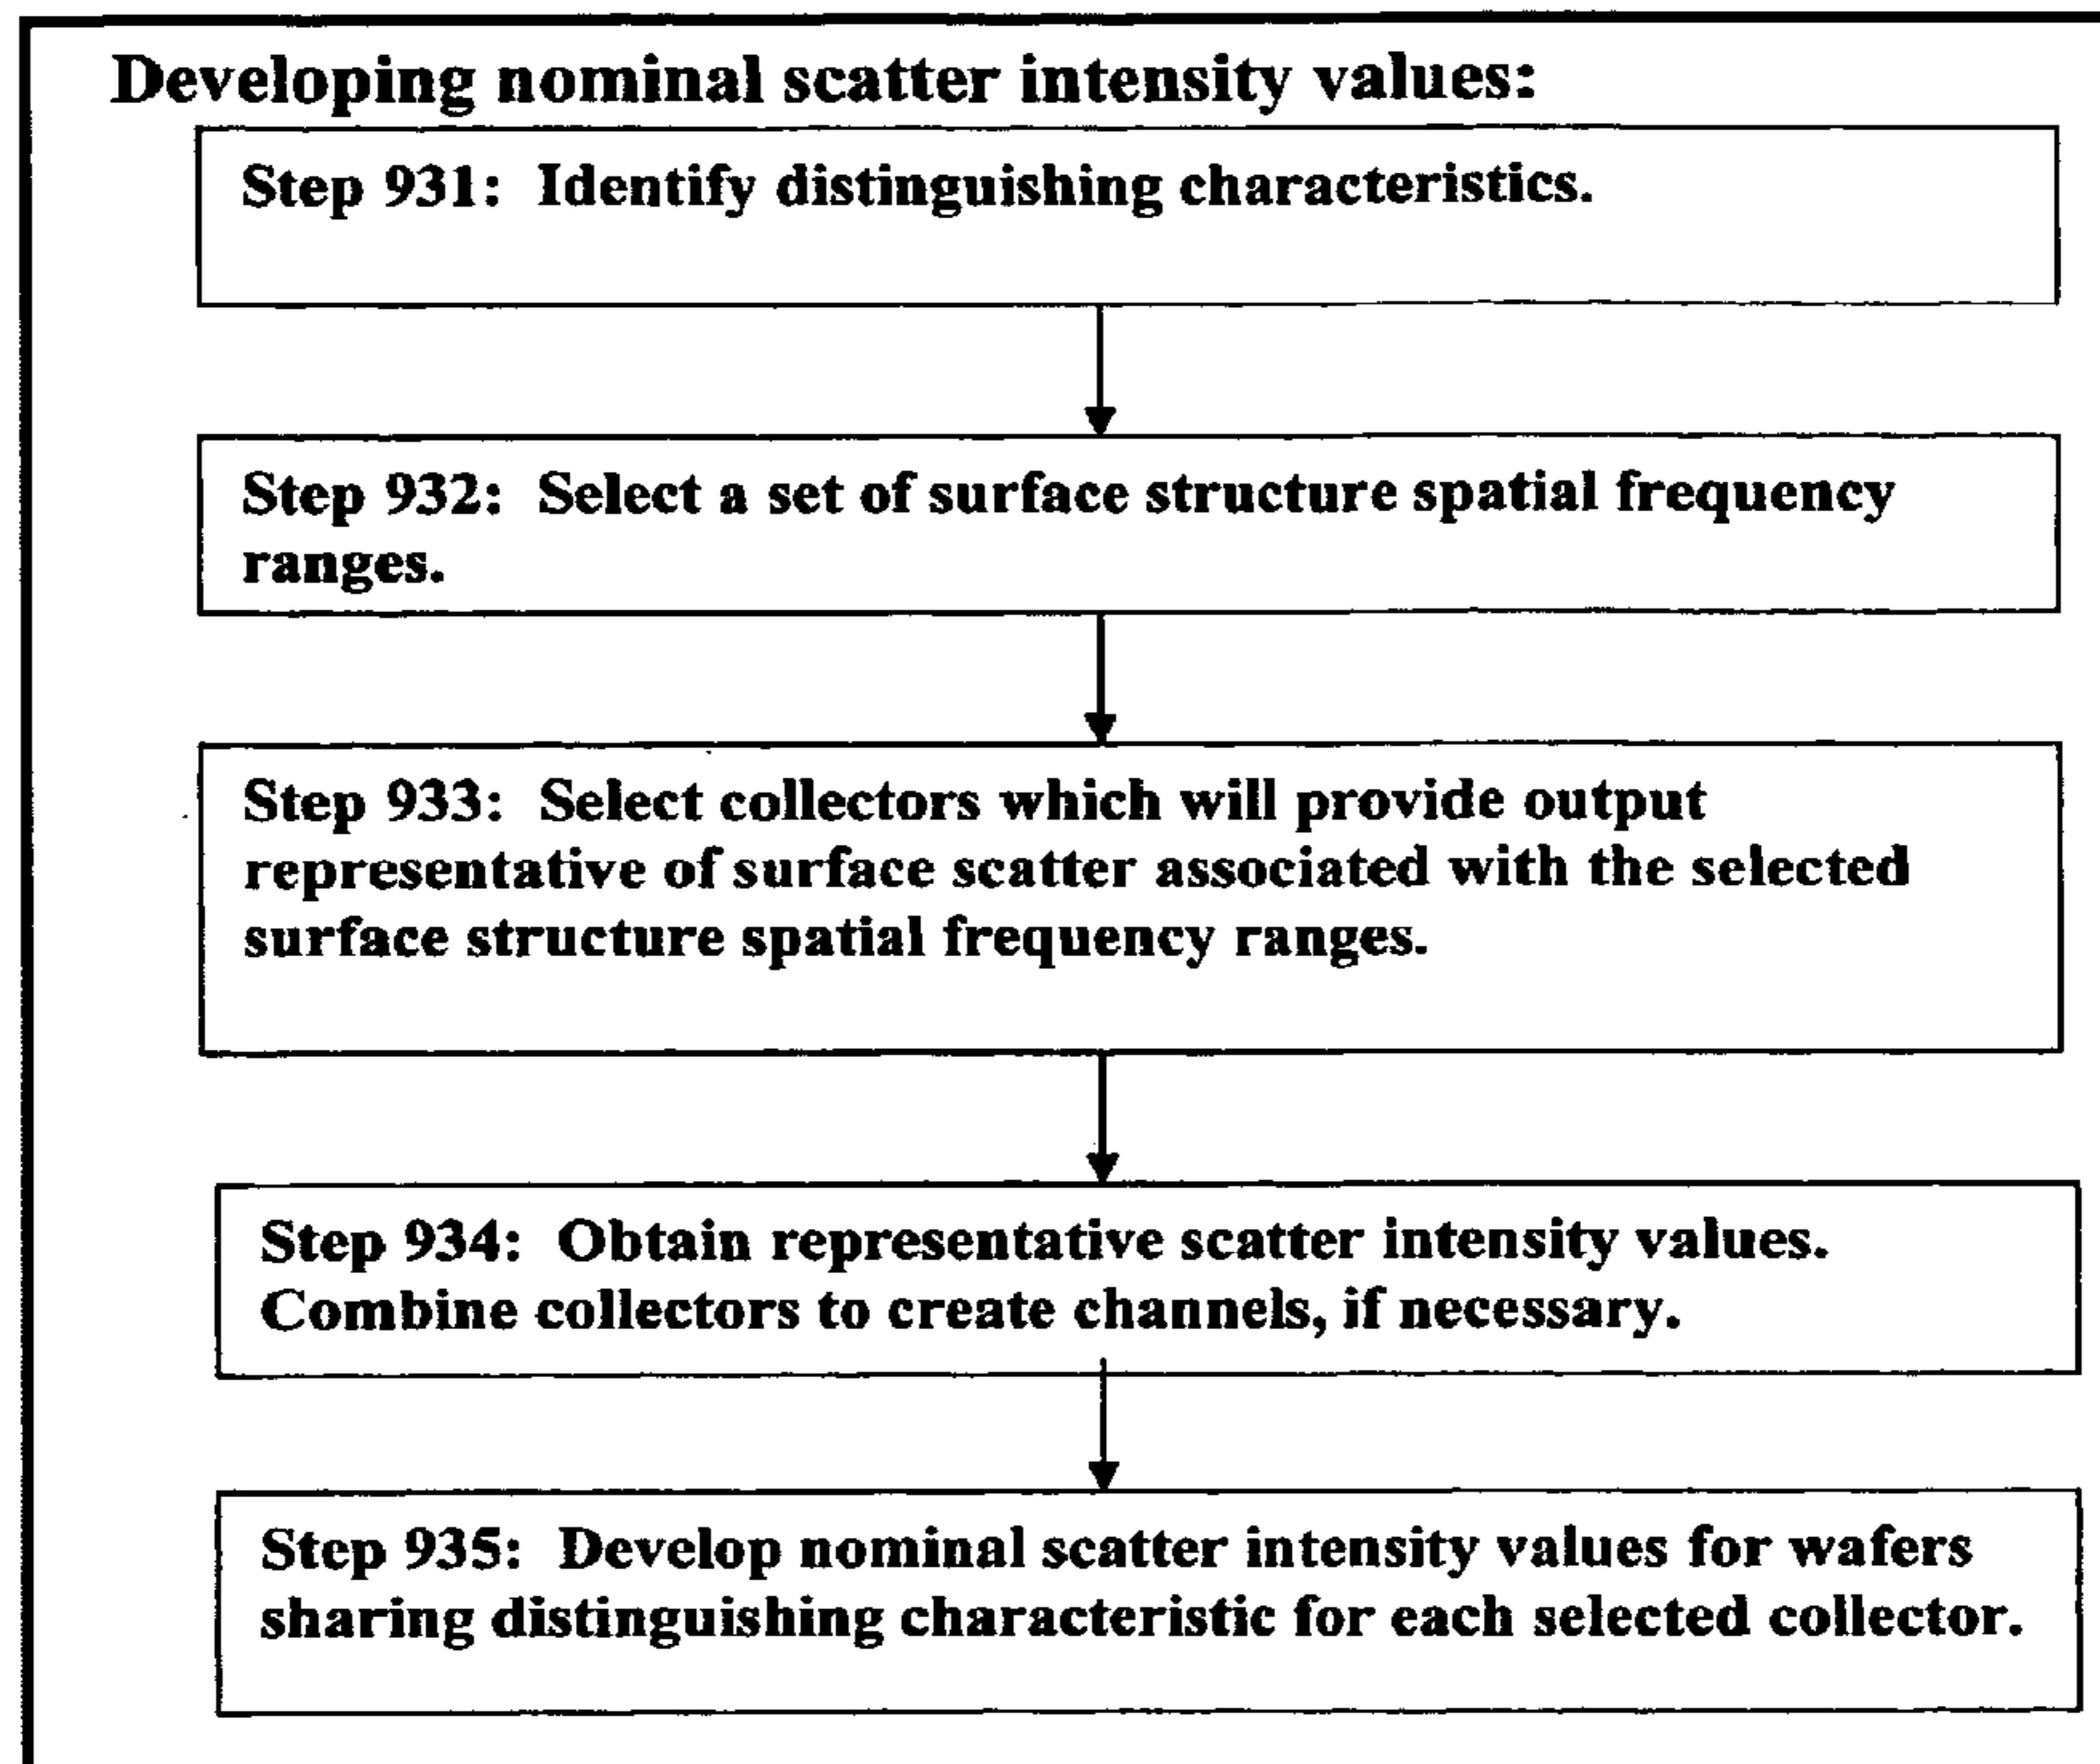 Developing nominal scatter intensity values:
Step 931: Identify distinguishing characteristics.
Step 932: Select a set of surface structure spatial frequency
ranges.
Step 933: Select collectors which will provide output
representative of surface scatter associated with the selected
surface structure spatial frequency ranges.
Step 934: Obtain representative scatter intensity values.
Combine collectors to create channels, if necessary.
Step 935: Develop nominal scatter intensity values for wafers
sharing distinguishing characteristic for each selected collector.